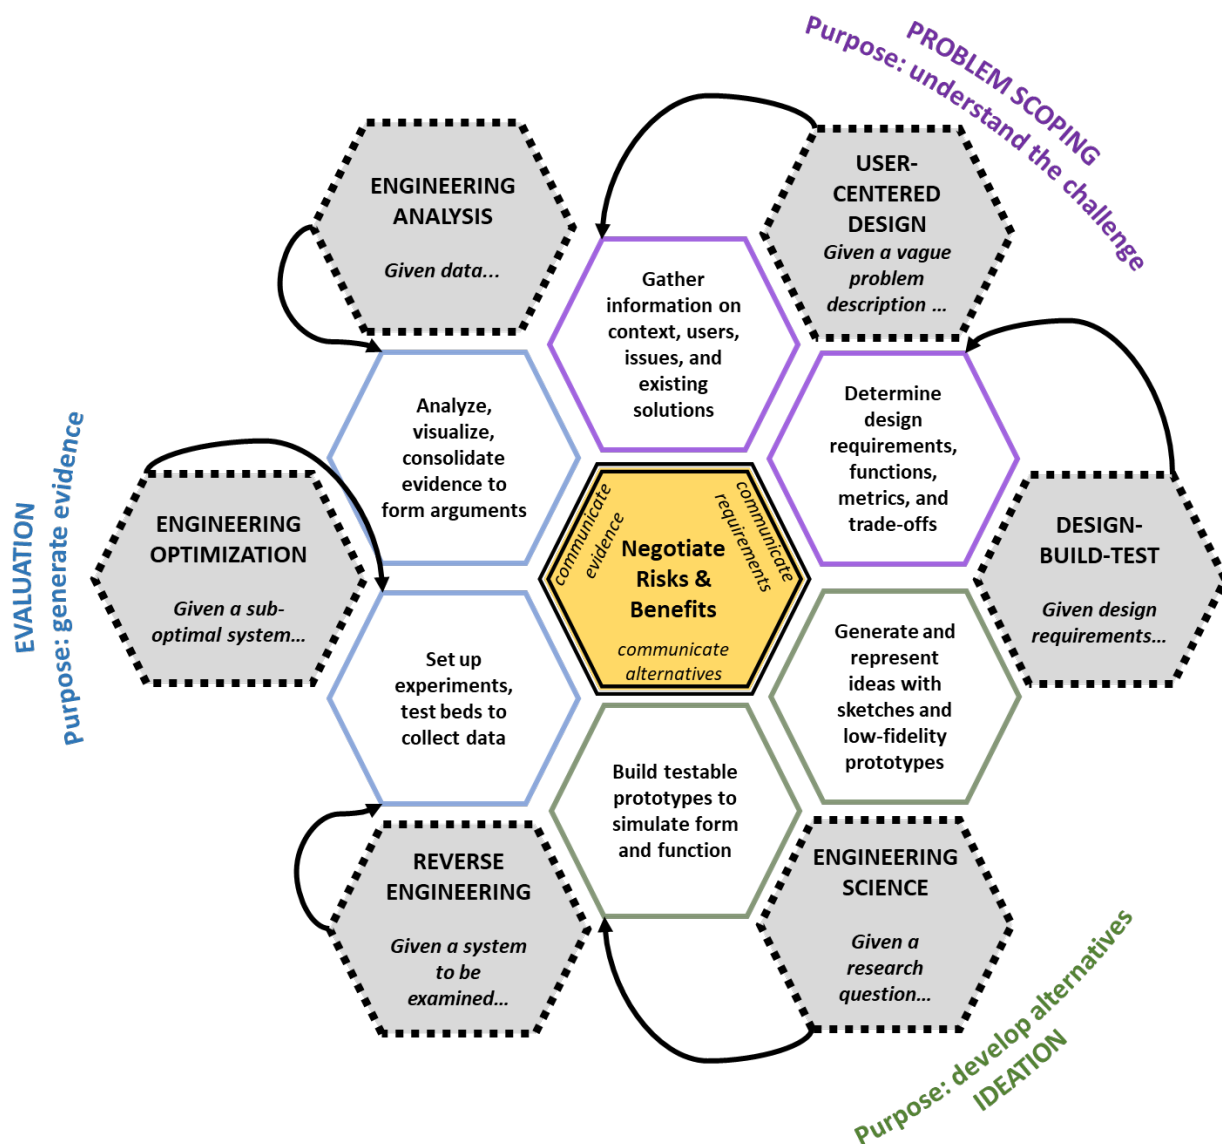 PROBLEM SCOPING
Purpose: understand the challenge
ENGINEERING
ANALYSIS
Given data...
USER-
CENTERED
DESIGN
Given a vague
problem
description ...
Gather
information on
context, users,
issues, and
existing
solutions
Analyze,
visualize,
consolidate
evidence to
form arguments
Determine
design
requirements,
functions,
metrics, and
trade-offs
EVALUATION
Purpose: generate evidence
ENGINEERING
OPTIMIZATION
Given a sub-
optimal system...
communicate
evidence
communicate
requirements
Negotiate
Risks &
Benefits
communicate
alternatives
DESIGN-
BUILD-TEST
Given design
requirements...
Set up
experiments,
test beds to
collect data
Generate and
represent
ideas with
sketches and
low-fidelity
prototypes
Build testable
prototypes to
simulate form
and function
REVERSE
ENGINEERING
Given a system
to be
examined...
ENGINEERING
SCIENCE
Given a
research
question...
Purpose: develop alternatives
IDEATION